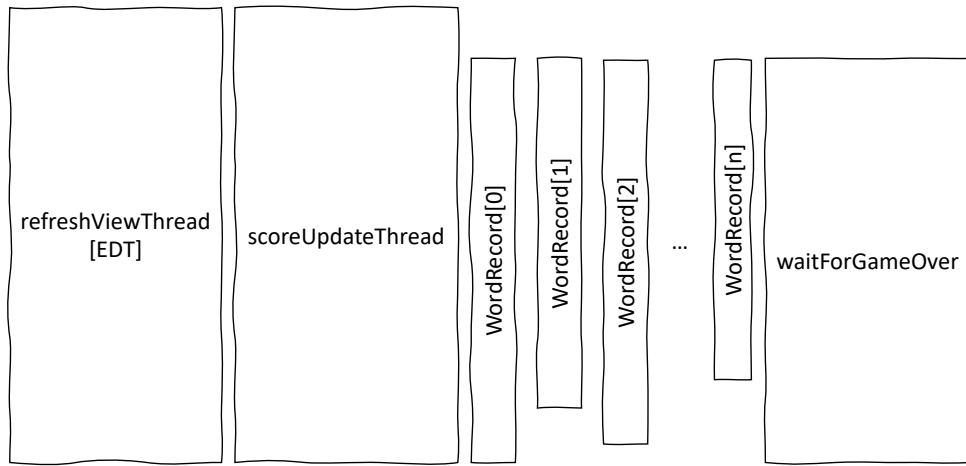 refreshViewThread
[EDT]
scoreUpdateThread
WordRecord[0]
WordRecord[1]
WordRecord[2]
...
WordRecord[n]
waitForGameOver